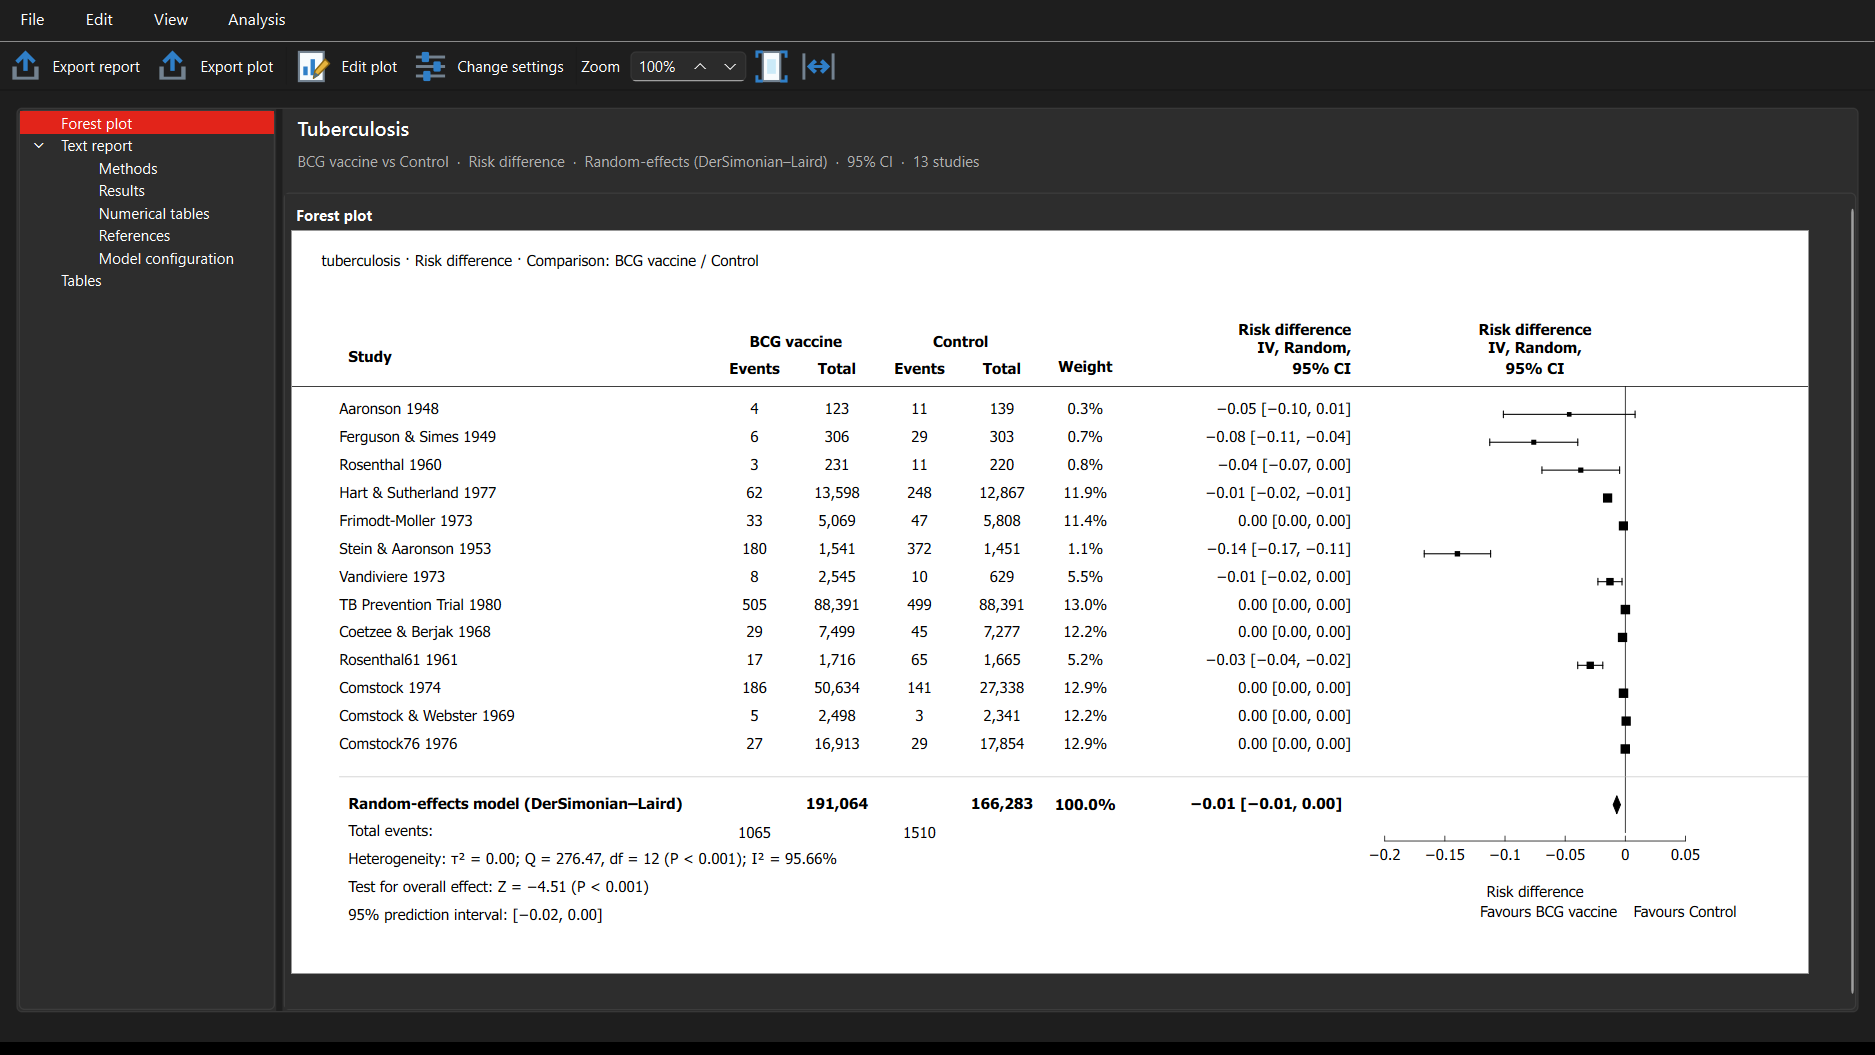 File Edit View Analysis
Export report Export plot Edit plot Change settings Zoom 100%
Forest plot
Text report
Methods
Results
Numerical tables
References
Model configuration
Tables
Tuberculosis
BCG vaccine vs Control · Risk difference · Random-effects (DerSimonian–Laird) · 95% CI · 13 studies
Forest plot
tuberculosis · Risk difference · Comparison: BCG vaccine / Control
Study BCG vaccine Control Weight Risk difference Risk difference
IV, Random, IV, Random,
Events Total Events Total 95% CI 95% CI
Aaronson 1948 4 123 11 139 0.3% −0.05 [−0.10, 0.01]
Ferguson & Simes 1949 6 306 29 303 0.7% −0.08 [−0.11, −0.04]
Rosenthal 1960 3 231 11 220 0.8% −0.04 [−0.07, 0.00]
Hart & Sutherland 1977 62 13,598 248 12,867 11.9% −0.01 [−0.02, −0.01]
Frimodt-Moller 1973 33 5,069 47 5,808 11.4% 0.00 [0.00, 0.00]
Stein & Aaronson 1953 180 1,541 372 1,451 1.1% −0.14 [−0.17, −0.11]
Vandiviere 1973 8 2,545 10 629 5.5% −0.01 [−0.02, 0.00]
TB Prevention Trial 1980 505 88,391 499 88,391 13.0% 0.00 [0.00, 0.00]
Coetzee & Berjak 1968 29 7,499 45 7,277 12.2% 0.00 [0.00, 0.00]
Rosenthal61 1961 17 1,716 65 1,665 5.2% −0.03 [−0.04, −0.02]
Comstock 1974 186 50,634 141 27,338 12.9% 0.00 [0.00, 0.00]
Comstock & Webster 1969 5 2,498 3 2,341 12.2% 0.00 [0.00, 0.00]
Comstock76 1976 27 16,913 29 17,854 12.9% 0.00 [0.00, 0.00]
Random-effects model (DerSimonian–Laird) 191,064 166,283 100.0% −0.01 [−0.01, 0.00]
Total events: 1065 1510
Heterogeneity: τ² = 0.00; Q = 276.47, df = 12 (P < 0.001); I² = 95.66%
Test for overall effect: Z = −4.51 (P < 0.001)
95% prediction interval: [−0.02, 0.00]
−0.2 −0.15 −0.1 −0.05 0 0.05
Risk difference
Favours BCG vaccine Favours Control